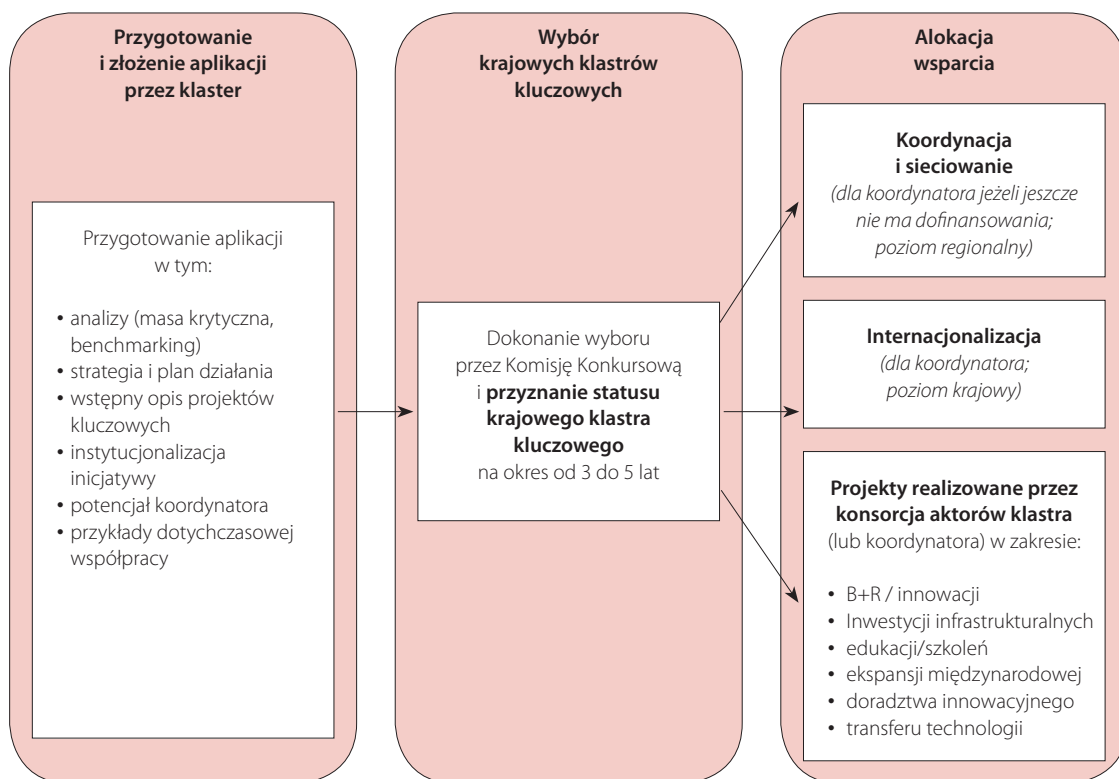 Przygotowanie
i złożenie aplikacji
przez klaster
Przygotowanie aplikacji
w tym:
• analizy (masa krytyczna,
benchmarking)
• strategia i plan działania
• wstępny opis projektów
kluczowych
• instytucjonalizacja
inicjatywy
• potencjał koordynatora
• przykłady dotychczasowej
współpracy
Wybór
krajowych klastrów
kluczowych
Dokonanie wyboru
przez Komisję Konkursową
i przyznanie statusu
krajowego klastra
kluczowego
na okres od 3 do 5 lat
Alokacja
wsparcia
Koordynacja
i sieciowanie
(dla koordynatora jeżeli jeszcze
nie ma dofinansowania;
poziom regionalny)
Internacjonalizacja
(dla koordynatora;
poziom krajowy)
Projekty realizowane przez
konsorcja aktorów klastra
(lub koordynatora) w zakresie:
• B+R / innowacji
• Inwestycji infrastrukturalnych
• edukacji/szkoleń
• ekspansji międzynarodowej
• doradztwa innowacyjnego
• transferu technologii